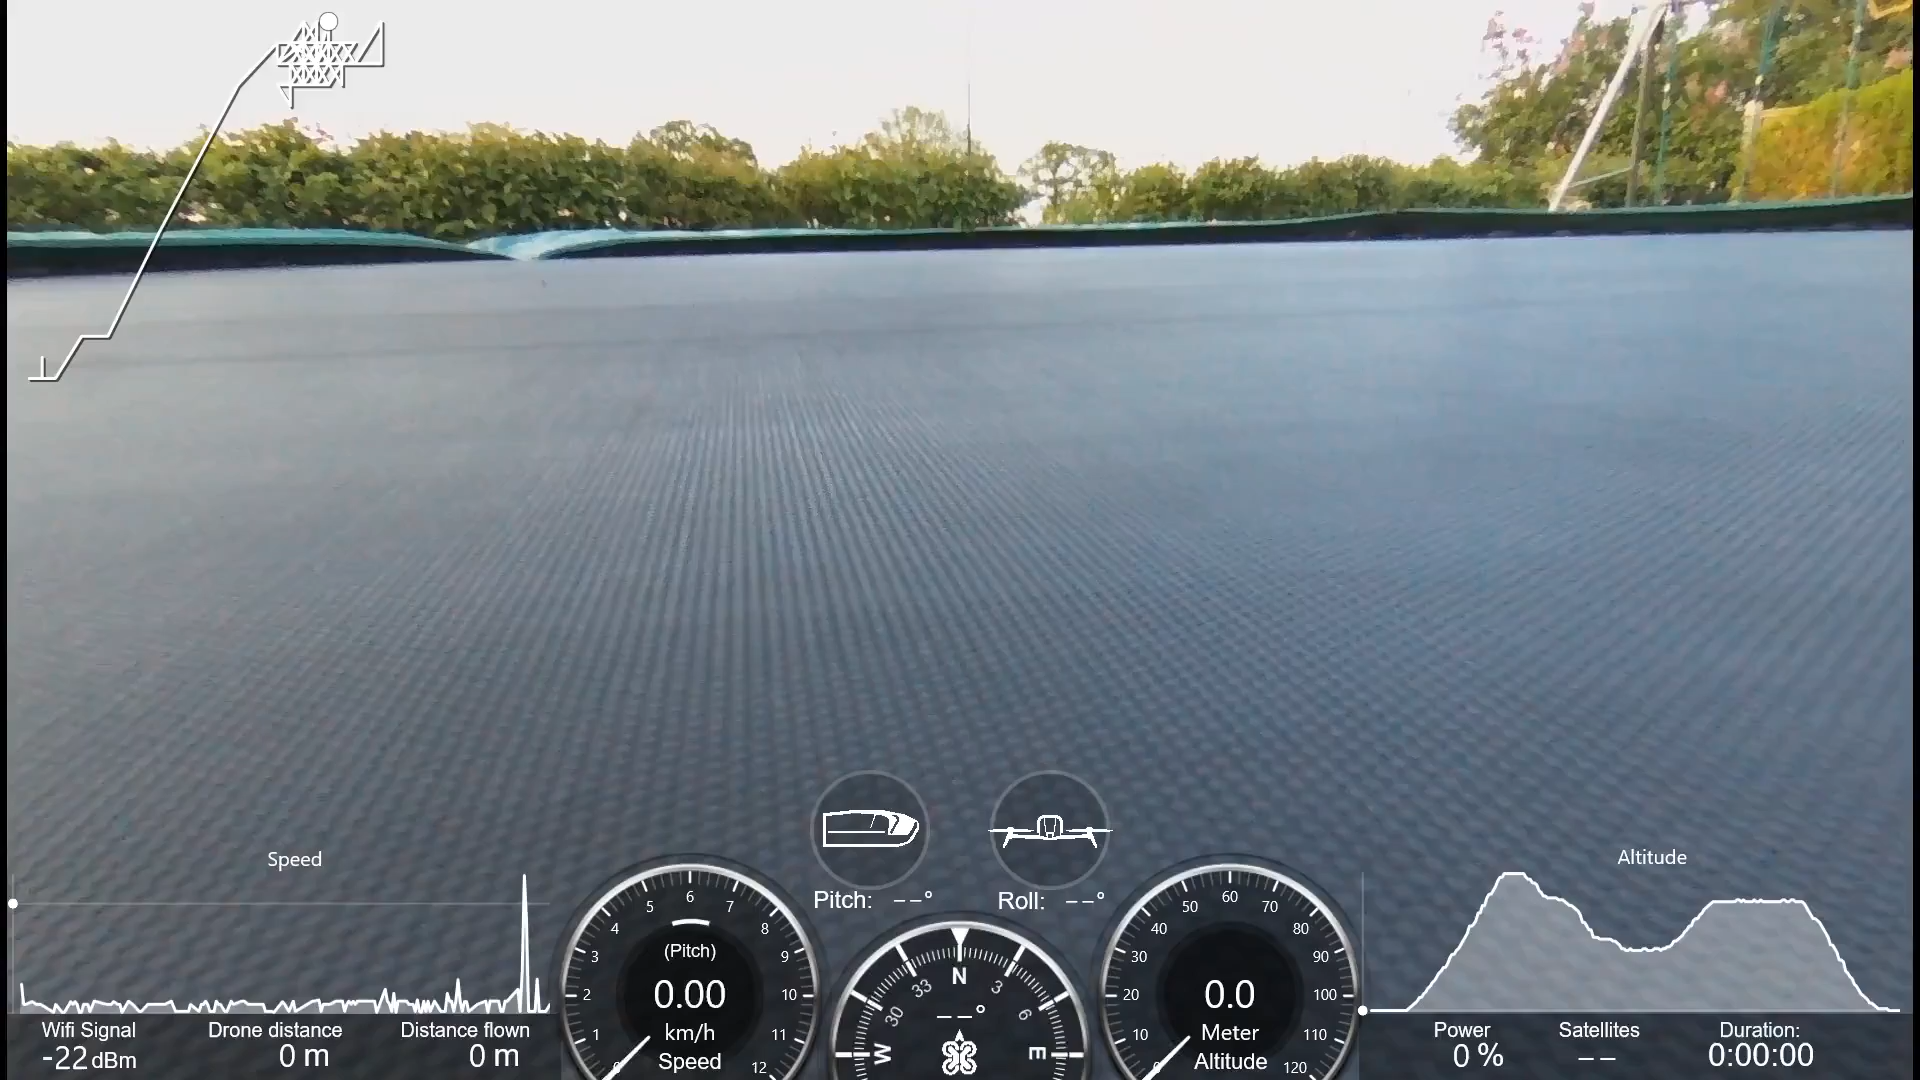 Speed
Wifi Signal
-22 dBm
Drone distance
0 m
Distance flown
0 m
0 1 2 3 4 5 6 7 8 9 10 11 12
(Pitch)
0.00
km/h
Speed
Pitch: --°
Roll: --°
W 30 33 N 3 6 E
--°
0 10 20 30 40 50 60 70 80 90 100 110 120
0.0
Meter
Altitude
Altitude
Power
0 %
Satellites
--
Duration:
0:00:00